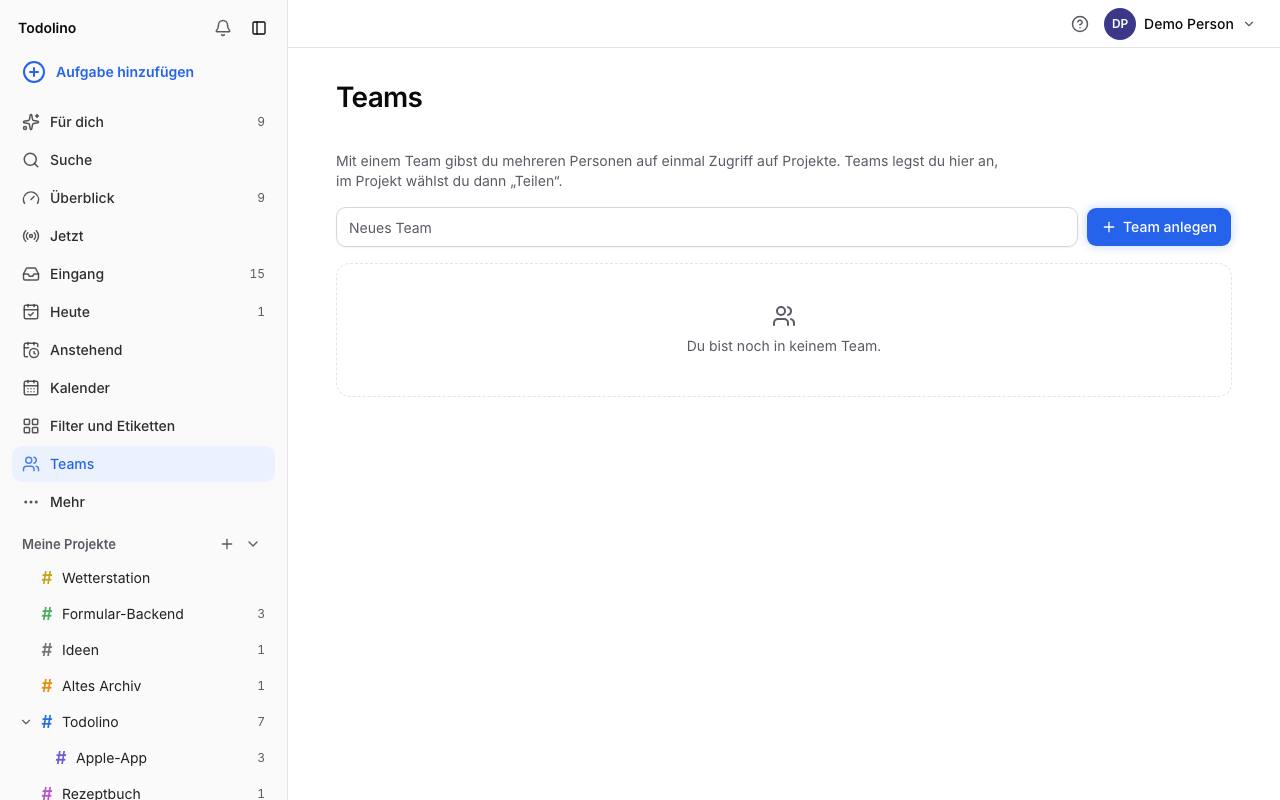 Todolino
Aufgabe hinzufügen
Für dich 9
Suche
Überblick 9
Jetzt
Eingang 15
Heute 1
Anstehend
Kalender
Filter und Etiketten
Teams
Mehr
Meine Projekte
# Wetterstation
# Formular-Backend 3
# Ideen 1
# Altes Archiv 1
# Todolino 7
# Apple-App 3
# Rezeptbuch 1
DP Demo Person
Teams
Mit einem Team gibst du mehreren Personen auf einmal Zugriff auf Projekte. Teams legst du hier an,
im Projekt wählst du dann „Teilen“.
Neues Team
Team anlegen
Du bist noch in keinem Team.